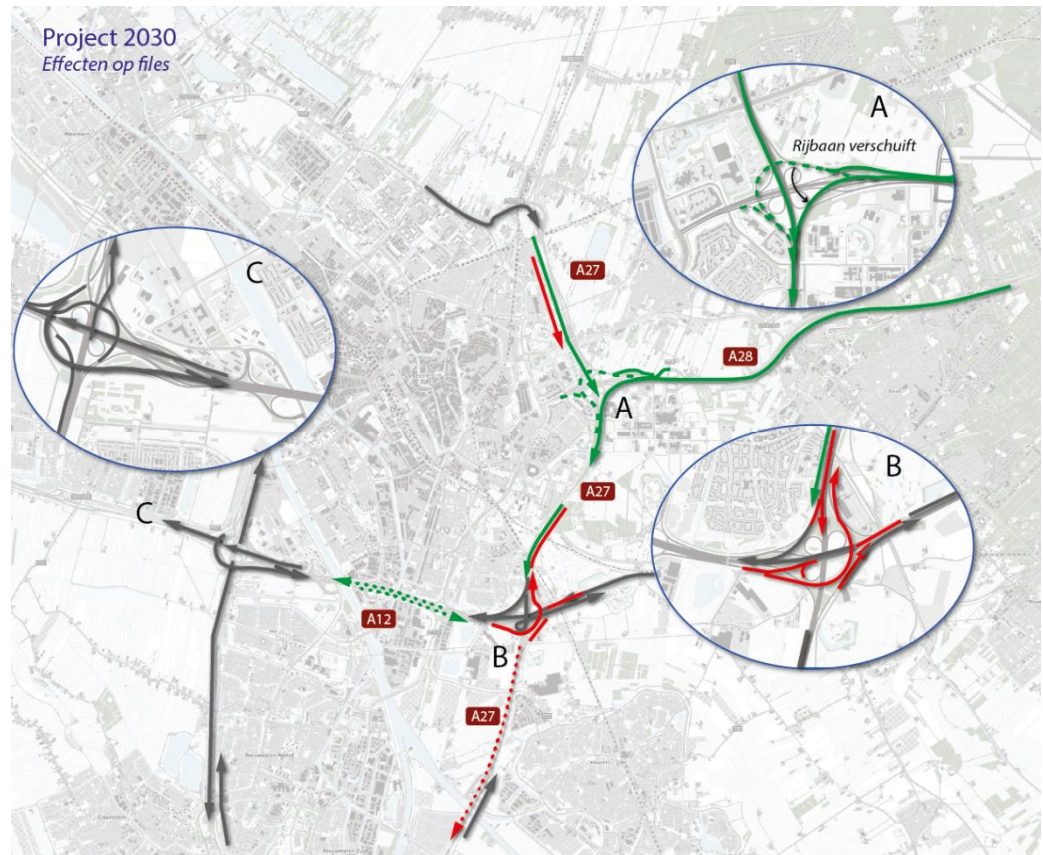 Project 2030
Effecten op files
A
Rijbaan verschuift
C
A27
A28
A
A27
B
C
A12
B
A27